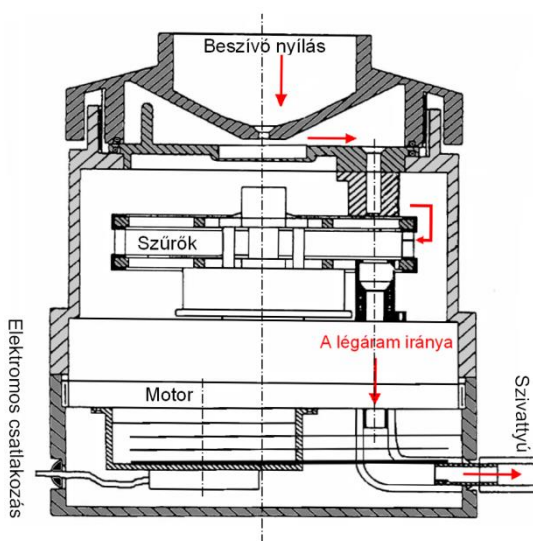 Beszívó nyílás
Szűrők
A légáram iránya
Motor
Elektromos csatlakozás
Szivattyú